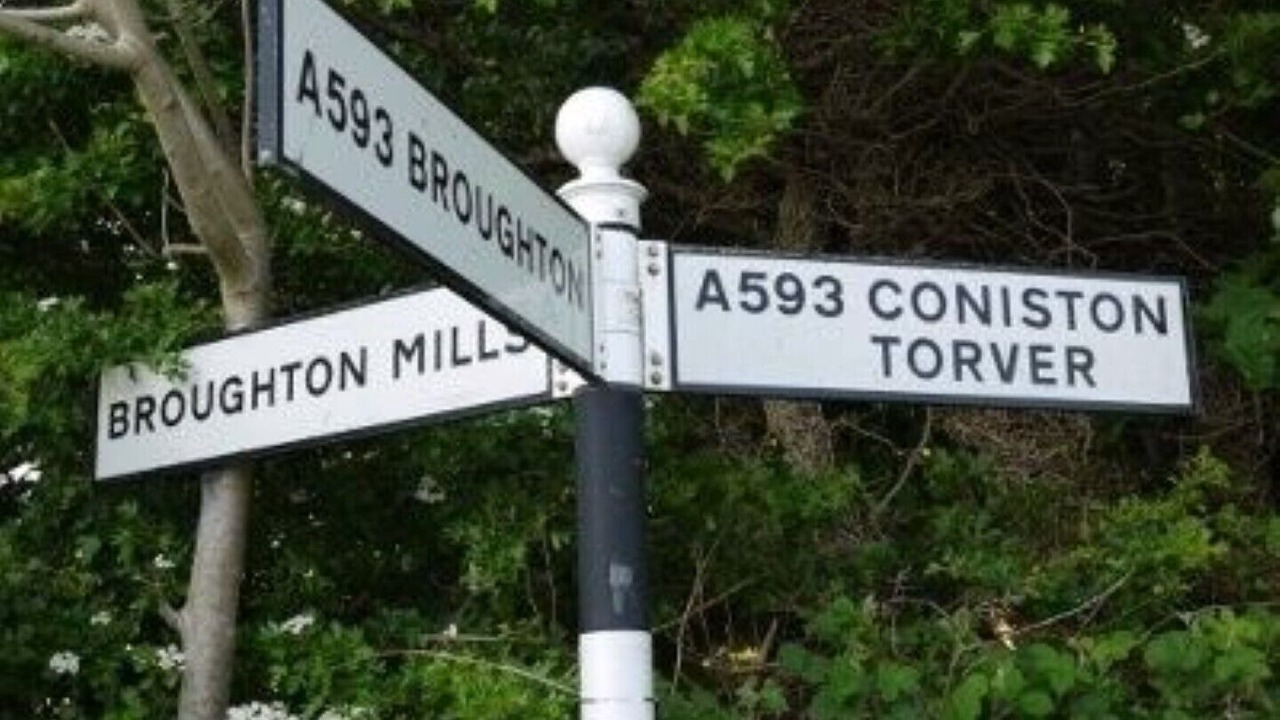 A593 BROUGHTON
BROUGHTON MILLS
A593 CONISTON
TORVER